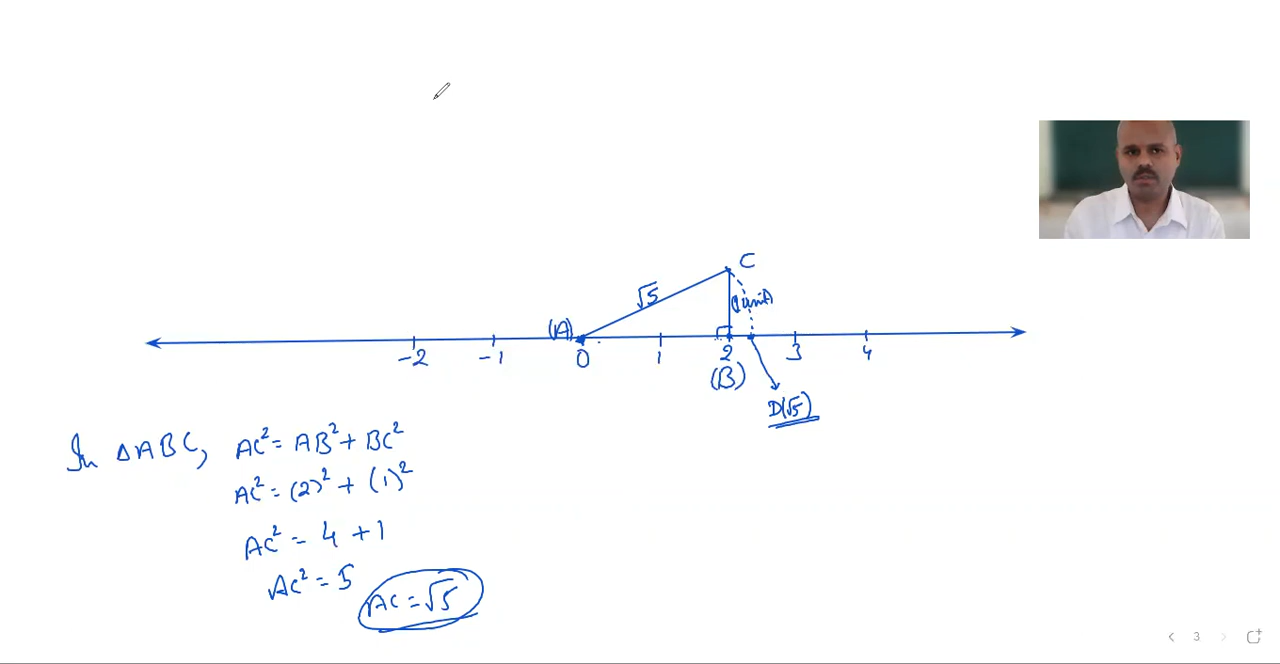 C
√5
1 unit
(A)
-2 -1 0 1 2 3 4
(B)
D(√5)
In ΔABC, AC² = AB² + BC²
AC² = (2)² + (1)²
AC² = 4 + 1
AC² = 5
AC = √5
< 3 >